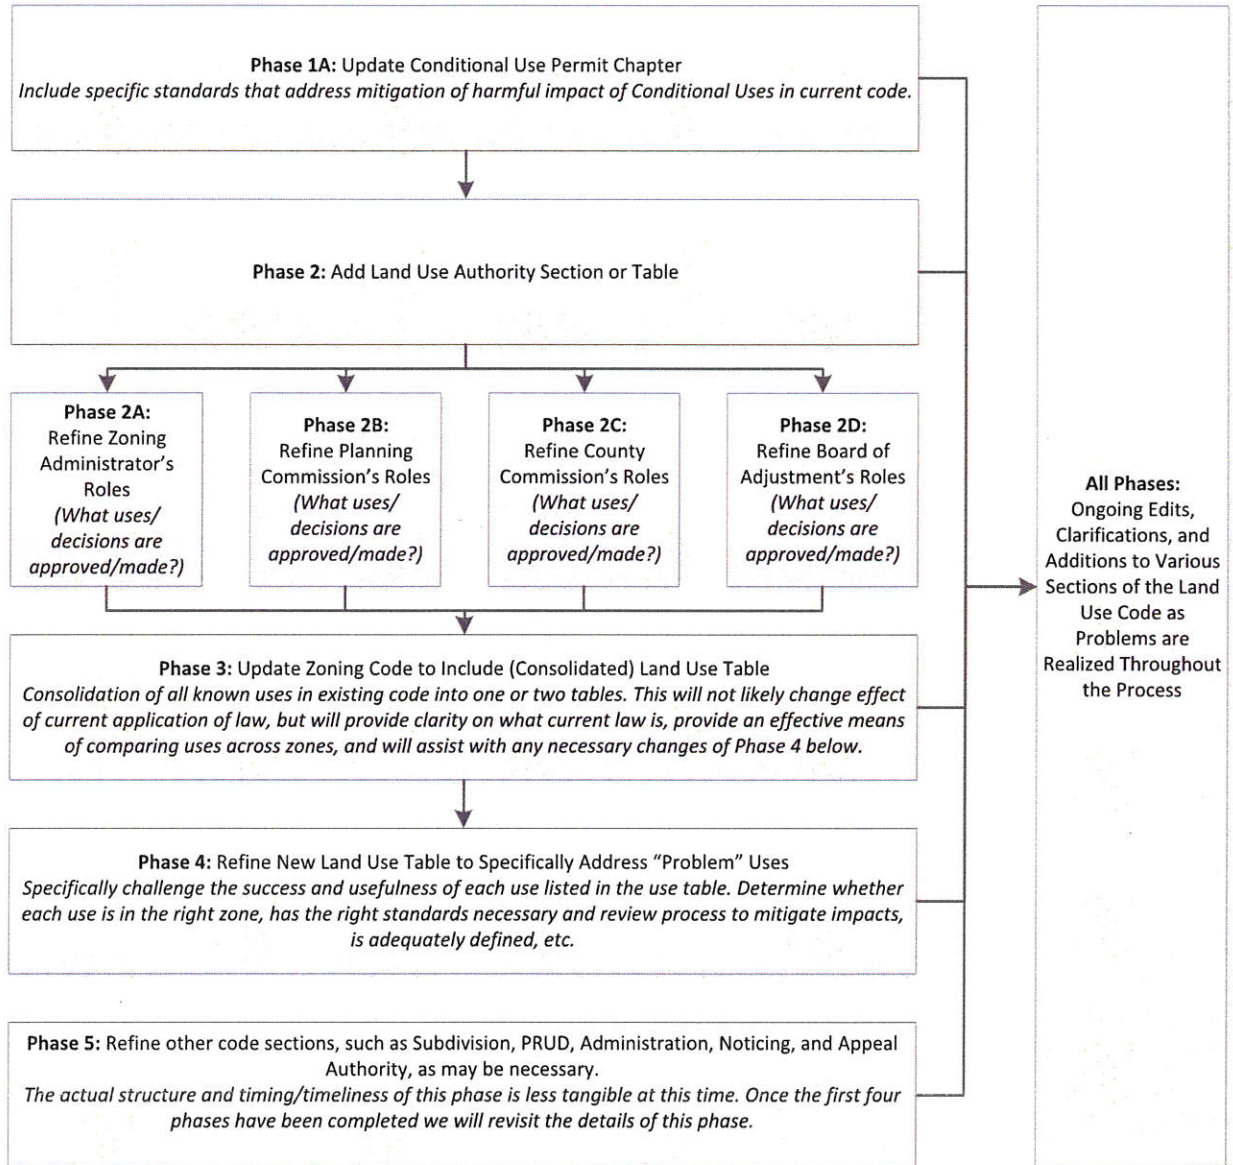 Phase 1A: Update Conditional Use Permit Chapter
Include specific standards that address mitigation of harmful impact of Conditional Uses in current code.
Phase 2: Add Land Use Authority Section or Table
Phase 2A:
Refine Zoning
Administrator's
Roles
(What uses/
decisions are
approved/made?)
Phase 2B:
Refine Planning
Commission's Roles
(What uses/
decisions are
approved/made?)
Phase 2C:
Refine County
Commission's Roles
(What uses/
decisions are
approved/made?)
Phase 2D:
Refine Board of
Adjustment's Roles
(What uses/
decisions are
approved/made?)
Phase 3: Update Zoning Code to Include (Consolidated) Land Use Table
Consolidation of all known uses in existing code into one or two tables. This will not likely change effect
of current application of law, but will provide clarity on what current law is, provide an effective means
of comparing uses across zones, and will assist with any necessary changes of Phase 4 below.
Phase 4: Refine New Land Use Table to Specifically Address “Problem” Uses
Specifically challenge the success and usefulness of each use listed in the use table. Determine whether
each use is in the right zone, has the right standards necessary and review process to mitigate impacts,
is adequately defined, etc.
Phase 5: Refine other code sections, such as Subdivision, PRUD, Administration, Noticing, and Appeal
Authority, as may be necessary.
The actual structure and timing/timeliness of this phase is less tangible at this time. Once the first four
phases have been completed we will revisit the details of this phase.
All Phases:
Ongoing Edits,
Clarifications, and
Additions to Various
Sections of the Land
Use Code as
Problems are
Realized Throughout
the Process